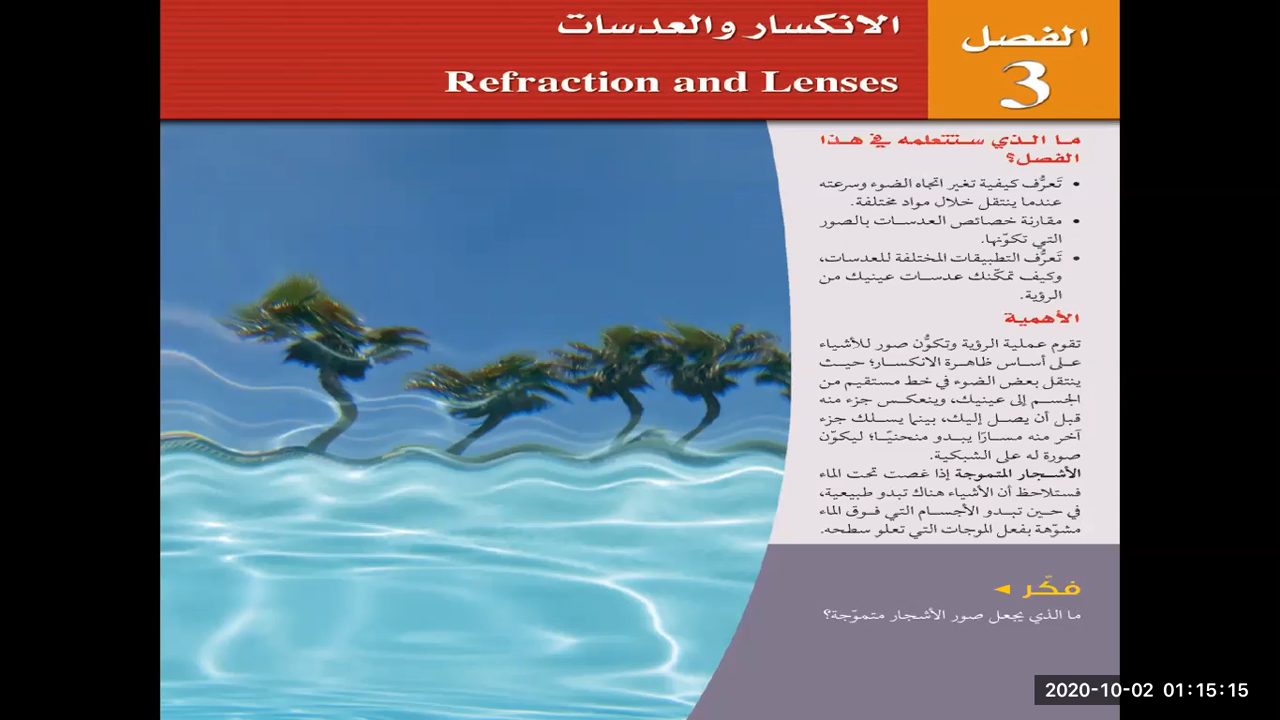 الفصل
3
الانكسار والعدسات
Refraction and Lenses
ما الذي ستتعلمه في هذا
الفصل؟
• تَعرُّف كيفية تغير اتجاه الضوء وسرعته
عندما ينتقل خلال مواد مختلفة.
• مقارنة خصائص العدسات بالصور
التي تكوّنها.
• تَعرُّف التطبيقات المختلفة للعدسات،
وكيف تمكّنك عدسات عينيك من
الرؤية.
الأهمية
تقوم عملية الرؤية وتكوُّن صور للأشياء
على أساس ظاهرة الانكسار؛ حيث
ينتقل بعض الضوء في خط مستقيم من
الجسم إلى عينيك، وينعكس جزء منه
قبل أن يصل إليك، بينما يسلك جزء
آخر منه مسارًا يبدو منحنيًا؛ ليكوّن
صورة له على الشبكية.
الأشجار المتموجة إذا غصت تحت الماء
فستلاحظ أن الأشياء هناك تبدو طبيعية،
في حين تبدو الأجسام التي فوق الماء
مشوّهة بفعل الموجات التي تعلو سطحه.
فكّر ◄
ما الذي يجعل صور الأشجار متموّجة؟
2020-10-02 01:15:15